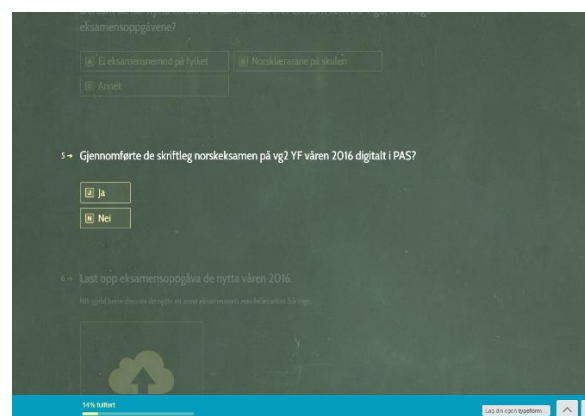 eksamensoppgåvene?
A Ei eksamensnemnd på fylket
B Norsklærarane på skulen
C Annet
5→ Gjennomførte de skriftleg norskeksamen på vg2 YF våren 2016 digitalt i PAS?
J Ja
N Nei
6→ Last opp eksamensoppgåva de nytta våren 2016.
14% fullført
Lag din egen typeform